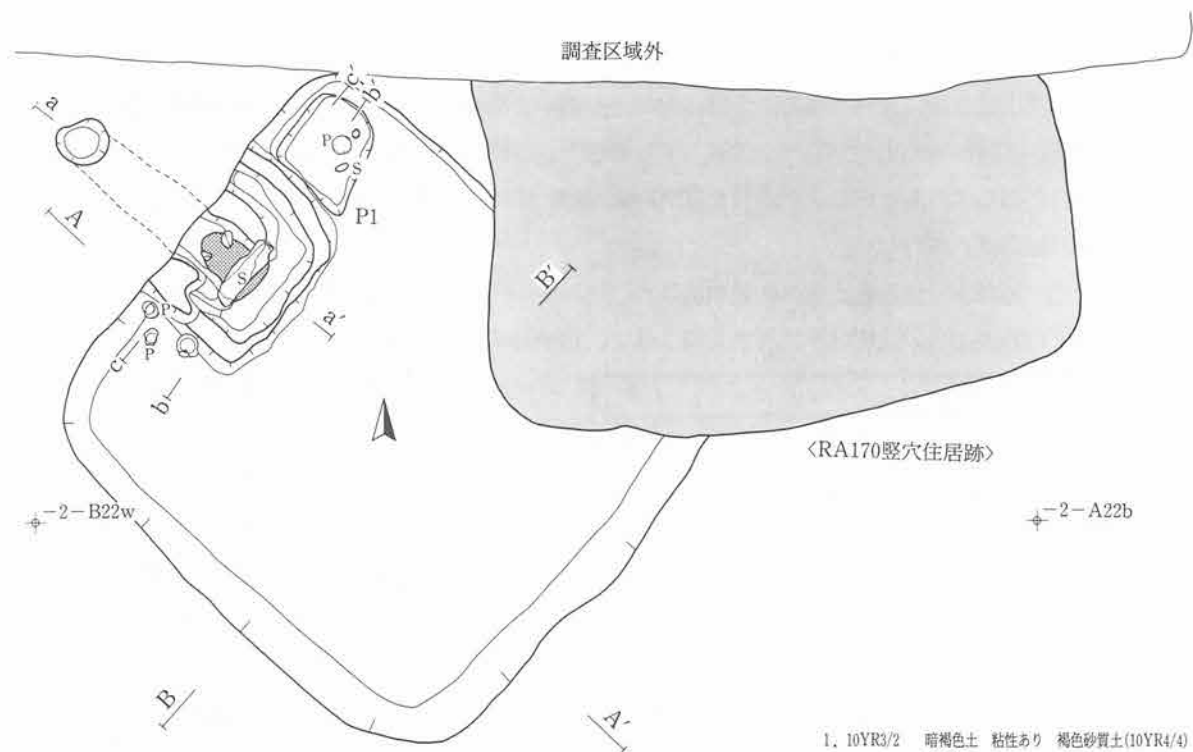 調査区域外
c′
b′
a
P
S
A
P1
B′
S
P
a′
P
c
b
〈RA170竪穴住居跡〉
-2-B22w
-2-A22b
B
A′
1. 10YR3/2 暗褐色土 粘性あり 褐色砂質土(10YR4/4)